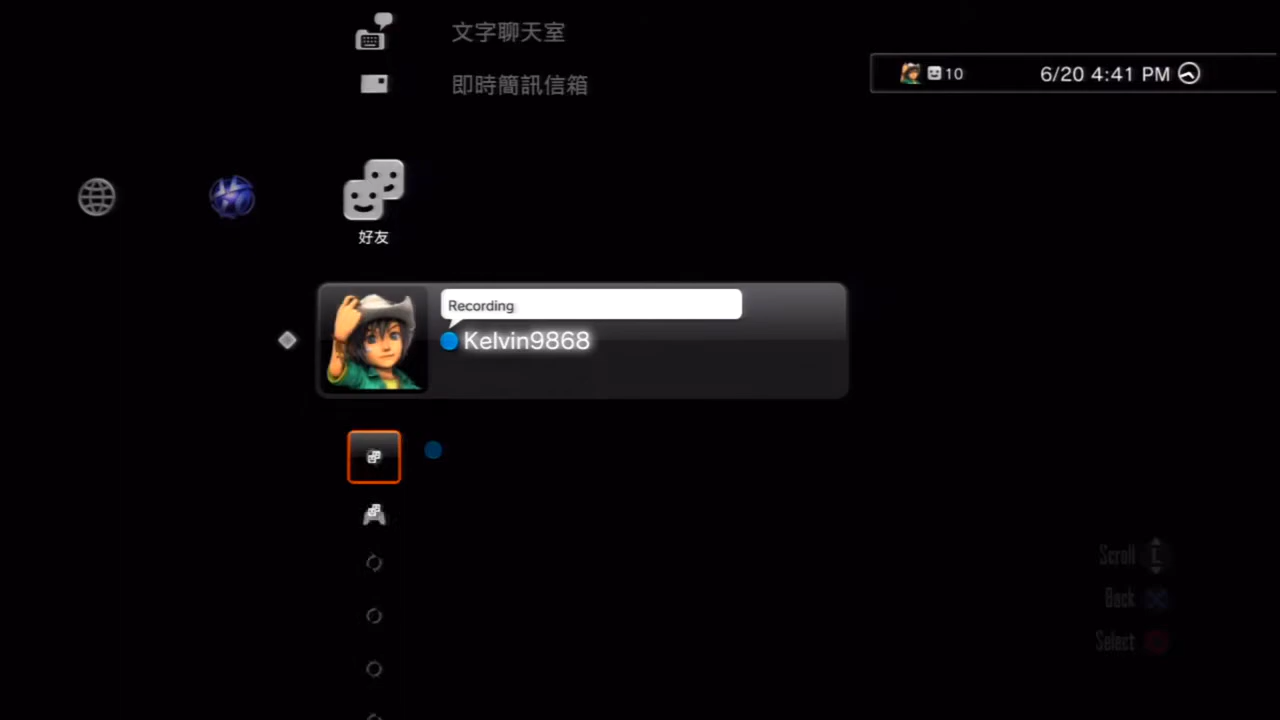 文字聊天室
即時簡訊信箱
10 6/20 4:41 PM
好友
Recording
Kelvin9868
Scroll L
Back
Select